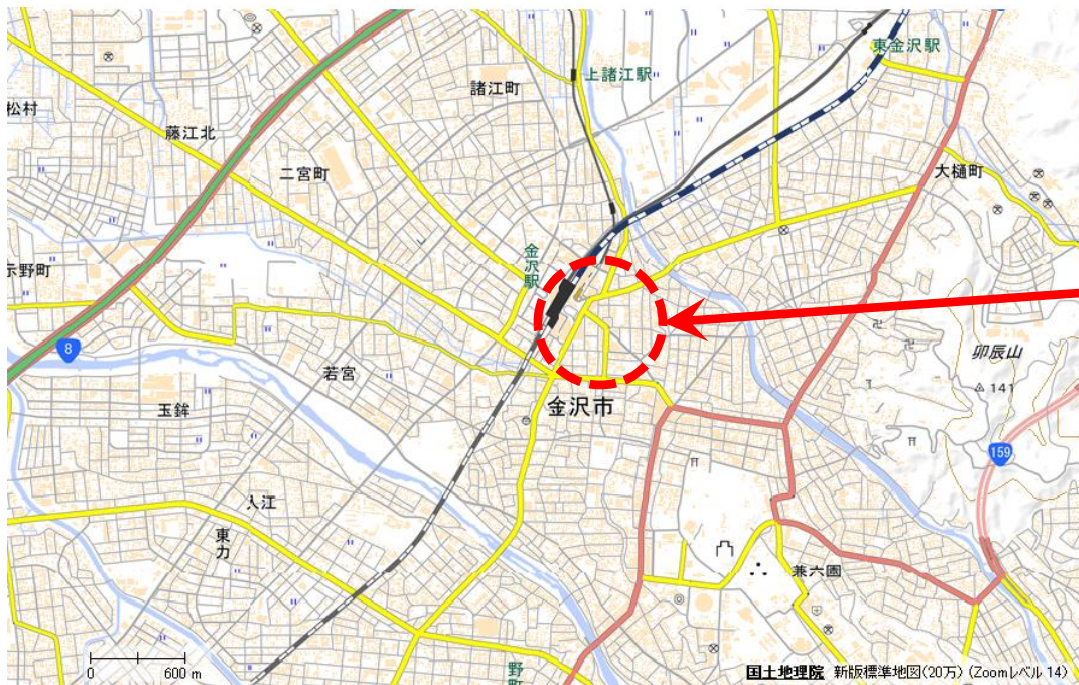 東金沢駅
上諸江駅
諸江町
松村
藤江北
二宮町
大樋町
金沢駅
示野町
8
若宮
卯辰山
141
玉鉾
金沢市
159
入江
東力
兼六園
0
600 m
野町
国土地理院 新版標準地図(20万) (Zoomレベル 14)